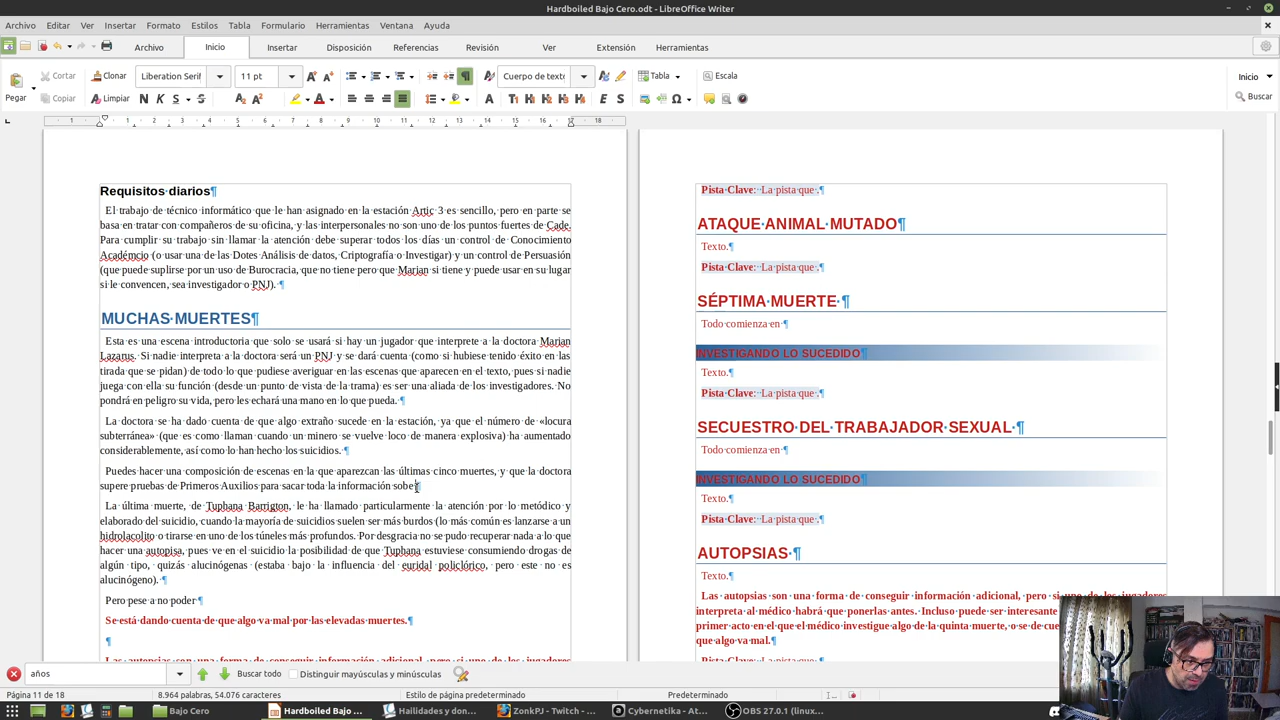 Hardboiled Bajo Cero.odt - LibreOffice Writer
Archivo Editar Ver Insertar Formato Estilos Tabla Formulario Herramientas Ventana Ayuda
Archivo Inicio Insertar Disposición Referencias Revisión Ver Extensión Herramientas
Pegar Cortar Clonar Liberation Serif 11 pt Cuerpo de texto Tabla Escala Inicio
Copiar Limpiar Buscar
Requisitos diarios
El trabajo de técnico informático que le han asignado en la estación Artic 3 es sencillo, pero en parte se
basa en tratar con compañeros de su oficina, y las interpersonales no son uno de los puntos fuertes de Cade.
Para cumplir su trabajo sin llamar la atención debe superar todos los días un control de Conocimiento
Académcio (o usar una de las Dotes Análisis de datos, Criptografía o Investigar) y un control de Persuasión
(que puede suplirse por un uso de Burocracia, que no tiene pero que Marian si tiene y puede usar en su lugar
si le convencen, sea investigador o PNJ).
MUCHAS MUERTES
Esta es una escena introductoria que solo se usará si hay un jugador que interprete a la doctora Marian
Lazarus. Si nadie interpreta a la doctora será un PNJ y se dará cuenta (como si hubiese tenido éxito en las
tirada que se pidan) de todo lo que pudiese averiguar en las escenas que aparecen en el texto, pues si nadie
juega con ella su función (desde un punto de vista de la trama) es ser una aliada de los investigadores. No
pondrá en peligro su vida, pero les echará una mano en lo que pueda.
La doctora se ha dado cuenta de que algo extraño sucede en la estación, ya que el número de «locura
subterránea» (que es como llaman cuando un minero se vuelve loco de manera explosiva) ha aumentado
considerablemente, así como lo han hecho los suicidios.
Puedes hacer una composición de escenas en la que aparezcan las últimas cinco muertes, y que la doctora
supere pruebas de Primeros Auxilios para sacar toda la información sobe
La última muerte, de Tuphana Barrigton, le ha llamado particularmente la atención por lo metódico y
elaborado del suicidio, cuando la mayoría de suicidios suelen ser más burdos (lo más común es lanzarse a un
hidrolacolito o tirarse en uno de los túneles más profundos. Por desgracia no se pudo recuperar nada a lo que
hacer una autopisa, pues ve en el suicidio la posibilidad de que Tuphana estuviese consumiendo drogas de
algún tipo, quizás alucinógenas (estaba bajo la influencia del euridal policlórico, pero este no es
alucinógeno).
Pero pese a no poder
Se está dando cuenta de que algo va mal por las elevadas muertes.
Las autopsias son una forma de conseguir información adicional, pero si uno de los jugadores
Pista Clave: La pista que .
ATAQUE ANIMAL MUTADO
Texto.
Pista Clave: La pista que .
SÉPTIMA MUERTE
Todo comienza en
INVESTIGANDO LO SUCEDIDO
Texto.
Pista Clave: La pista que .
SECUESTRO DEL TRABAJADOR SEXUAL
Todo comienza en
INVESTIGANDO LO SUCEDIDO
Texto.
Pista Clave: La pista que .
AUTOPSIAS
Texto.
Las autopsias son una forma de conseguir información adicional, pero si uno de los jugadores
interpreta al médico habrá que ponerlas antes. Incluso puede ser interesante
primer acto en el que el médico investigue algo de la quinta muerte, o se de cue
que algo va mal.
Pista Clave: La pista que .
años Buscar todo Distinguir mayúsculas y minúsculas
Página 11 de 18 8.964 palabras, 54.076 caracteres Estilo de página predeterminado Predeterminado
Bajo Cero Hardboiled Bajo ... Hailidades y don... ZonkPJ - Twitch - ... Cybernetika - At... OBS 27.0.1 (linux...